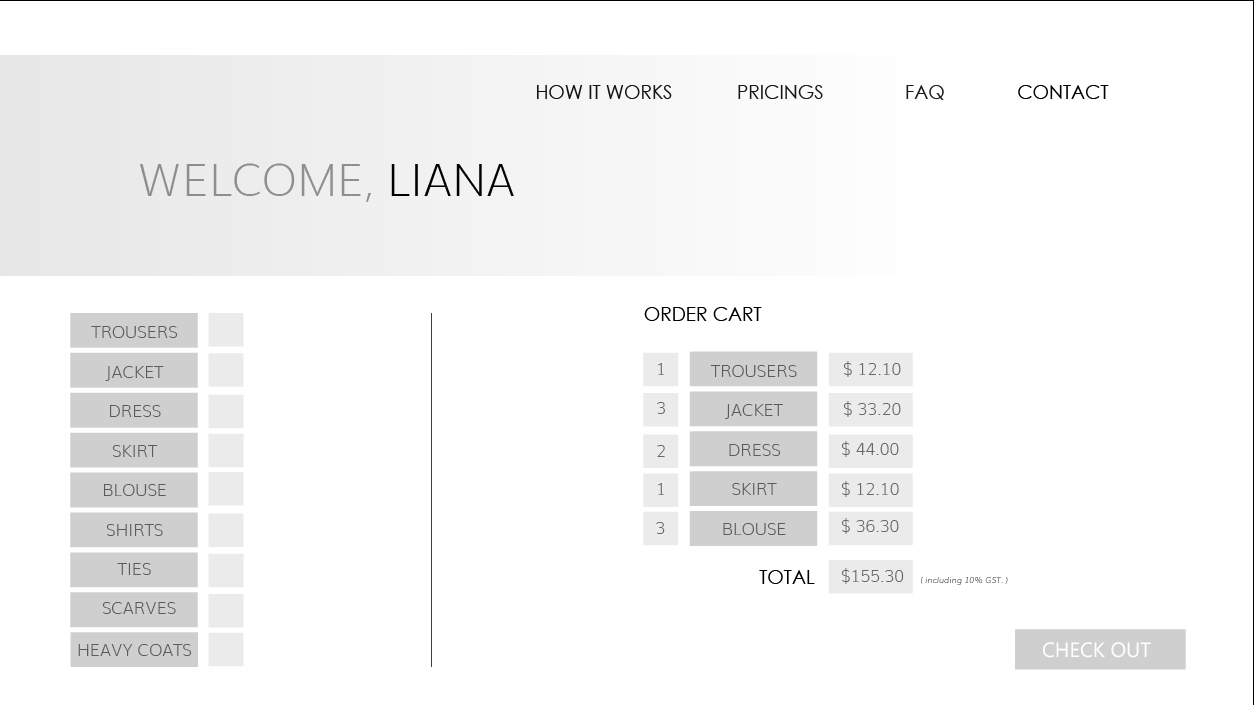 HOW IT WORKS PRICINGS FAQ CONTACT
WELCOME, LIANA
TROUSERS
JACKET
DRESS
SKIRT
BLOUSE
SHIRTS
TIES
SCARVES
HEAVY COATS
ORDER CART
1 TROUSERS $ 12.10
3 JACKET $ 33.20
2 DRESS $ 44.00
1 SKIRT $ 12.10
3 BLOUSE $ 36.30
TOTAL $155.30 ( including 10% GST. )
CHECK OUT